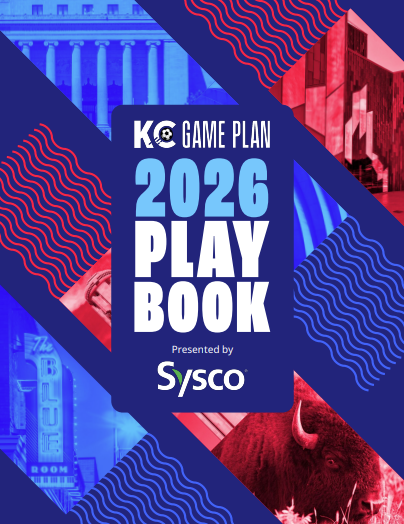 KC GAME PLAN
2026
PLAY
BOOK
Presented by
Sysco®
The
BLUE
ROOM